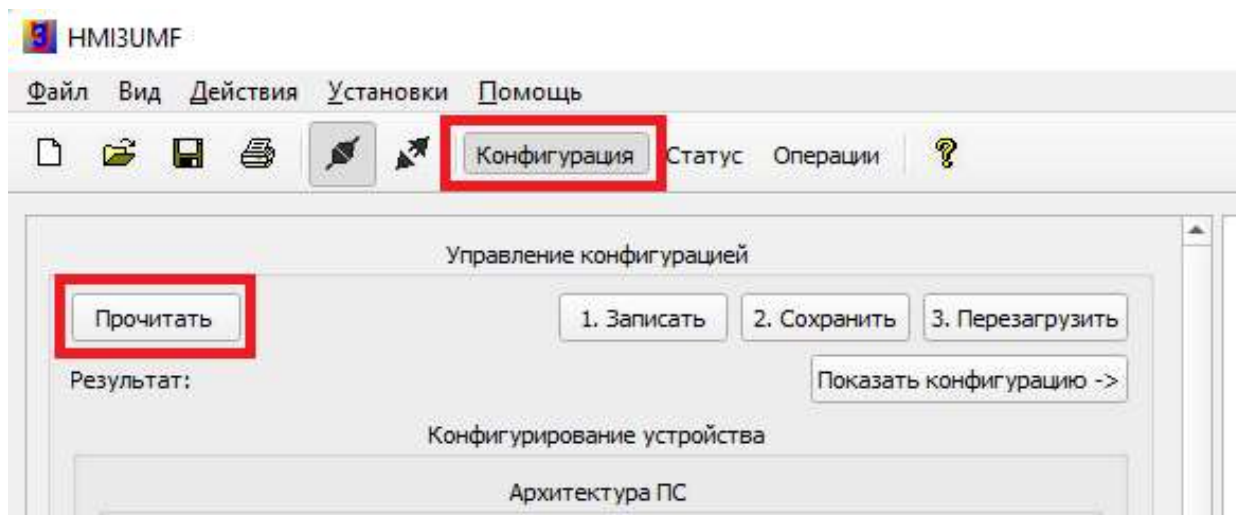 HMI3UMF
Файл Вид Действия Установки Помощь
Конфигурация Статус Операции
Управление конфигурацией
Прочитать 1. Записать 2. Сохранить 3. Перезагрузить
Результат: Показать конфигурацию ->
Конфигурирование устройства
Архитектура ПС